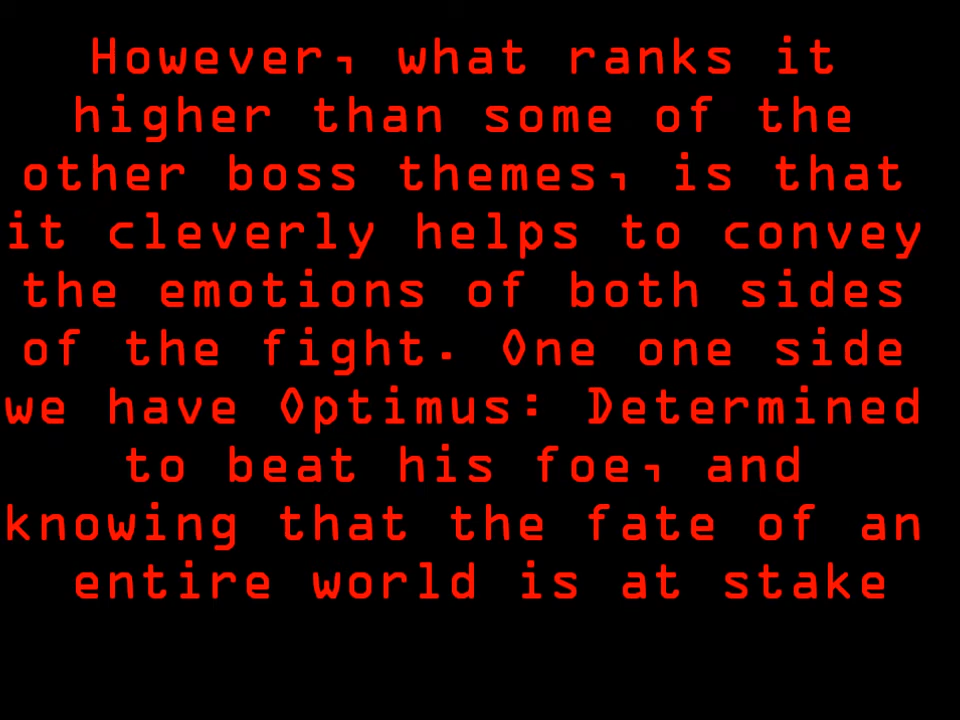 However, what ranks it
higher than some of the
other boss themes, is that
it cleverly helps to convey
the emotions of both sides
of the fight. One one side
we have Optimus: Determined
to beat his foe, and
knowing that the fate of an
entire world is at stake